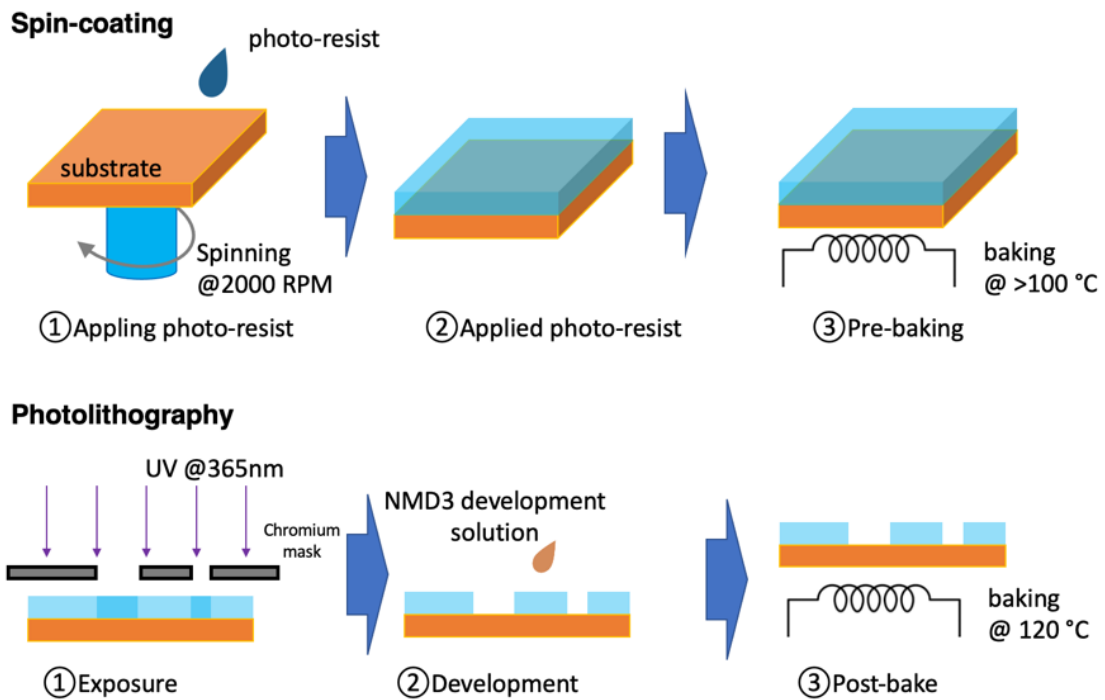 Spin-coating
photo-resist
substrate
Spinning
@2000 RPM
baking
@ >100 °C
①Appling photo-resist
②Applied photo-resist
③Pre-baking
Photolithography
UV @365nm
Chromium
mask
NMD3 development
solution
baking
@ 120 °C
①Exposure
②Development
③Post-bake